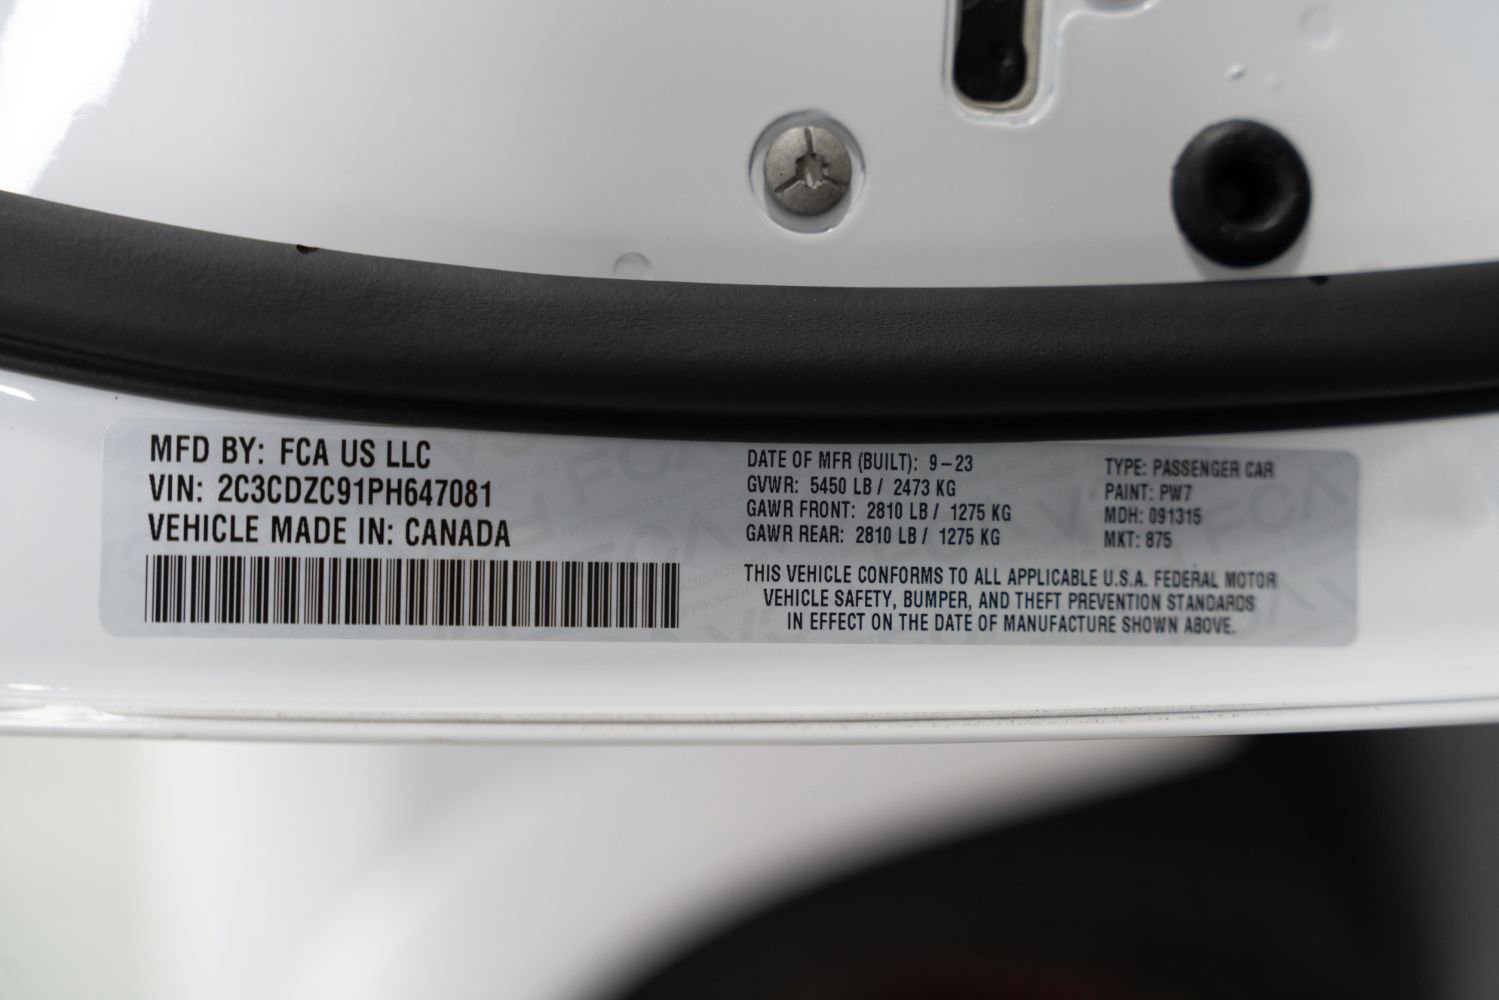 MFD BY: FCA US LLC
VIN: 2C3CDZC91PH647081
VEHICLE MADE IN: CANADA
DATE OF MFR (BUILT): 9-23
GVWR: 5450 LB / 2473 KG
GAWR FRONT: 2810 LB / 1275 KG
GAWR REAR: 2810 LB / 1275 KG
TYPE: PASSENGER CAR
PAINT: PW7
MDH: 091315
MKT: 875
THIS VEHICLE CONFORMS TO ALL APPLICABLE U.S.A. FEDERAL MOTOR
VEHICLE SAFETY, BUMPER, AND THEFT PREVENTION STANDARDS
IN EFFECT ON THE DATE OF MANUFACTURE SHOWN ABOVE.